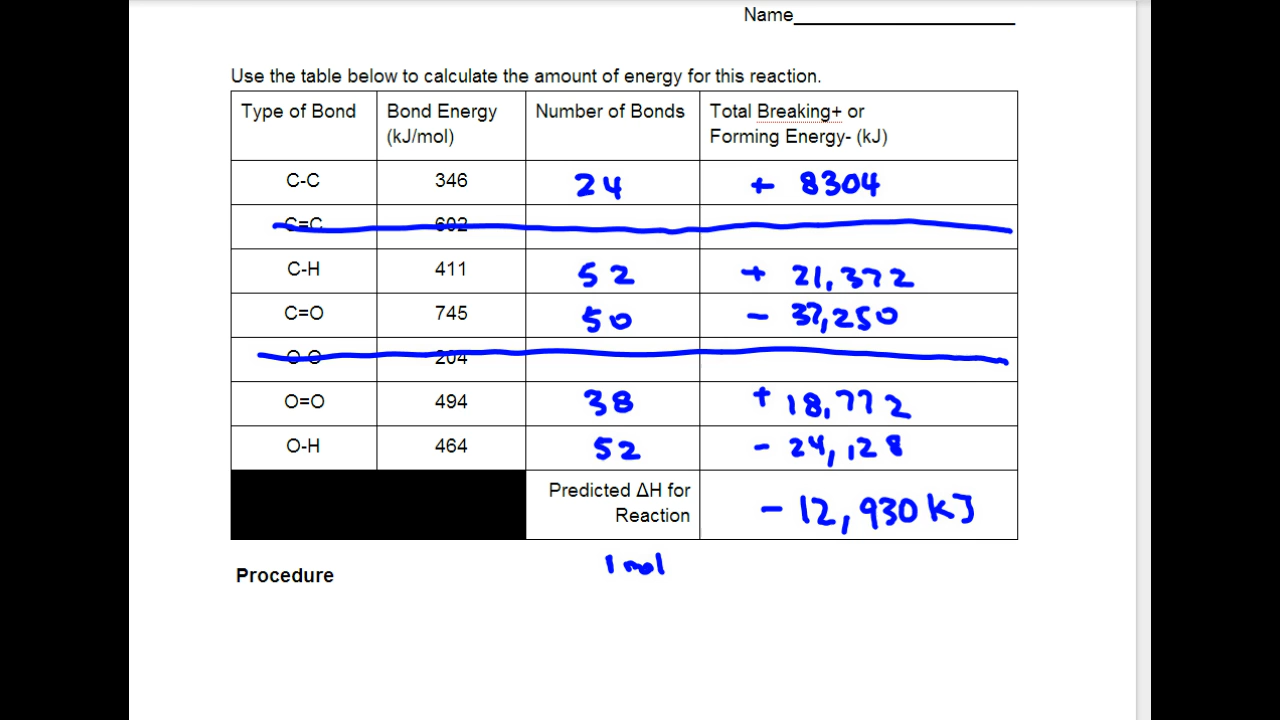 Name
Use the table below to calculate the amount of energy for this reaction.
Type of Bond Bond Energy (kJ/mol) Number of Bonds Total Breaking+ or Forming Energy- (kJ)
C-C 346 24 + 8304
C=C 602
C-H 411 52 + 21,372
C=O 745 50 - 37,250
O-O 204
O=O 494 38 + 18,772
O-H 464 52 - 24,128
Predicted ΔH for Reaction - 12,930 kJ
1 mol
Procedure